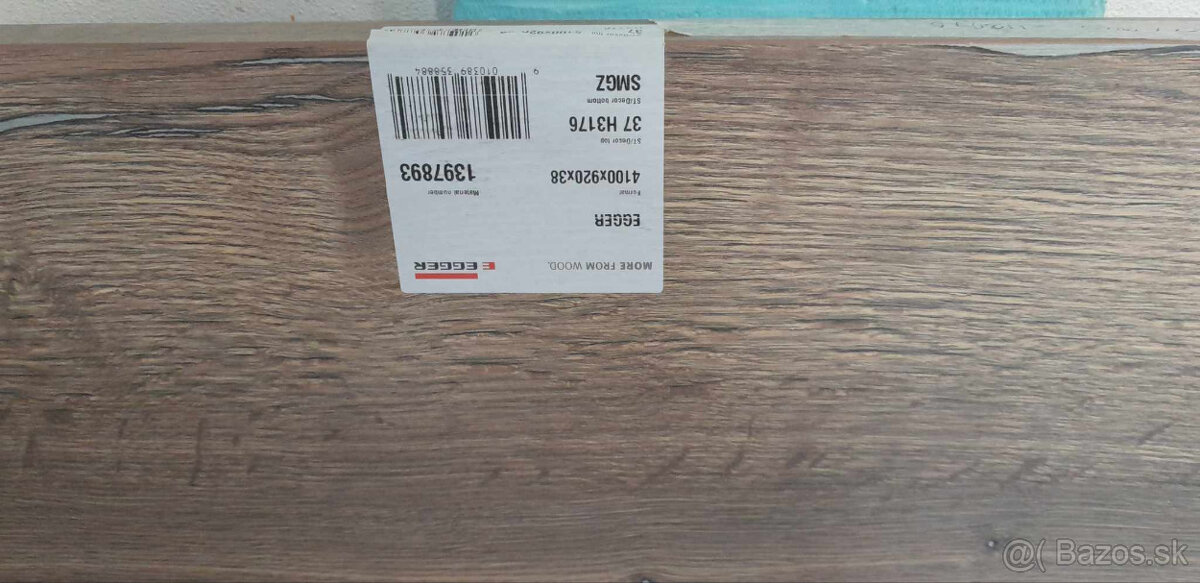 MORE FROM WOOD. E EGGER
EGGER
Format
4100x920x38
Material number
1397893
ST/Decor top
37 H3176
ST/Decor bottom
SMGZ
9 010389 358884
@( Bazos.sk